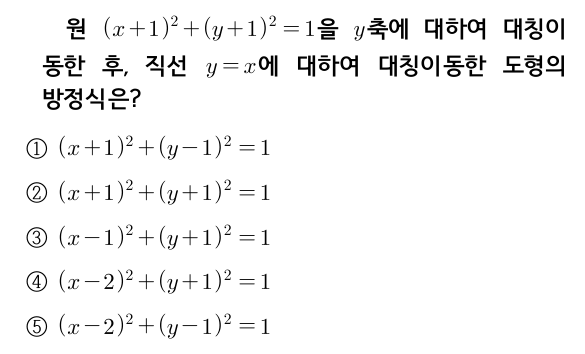 원 (x+1)²+(y+1)²=1을 y축에 대하여 대칭이
동한 후, 직선 y=x에 대하여 대칭이동한 도형의
방정식은?
① (x+1)²+(y−1)²=1
② (x+1)²+(y+1)²=1
③ (x−1)²+(y+1)²=1
④ (x−2)²+(y+1)²=1
⑤ (x−2)²+(y−1)²=1